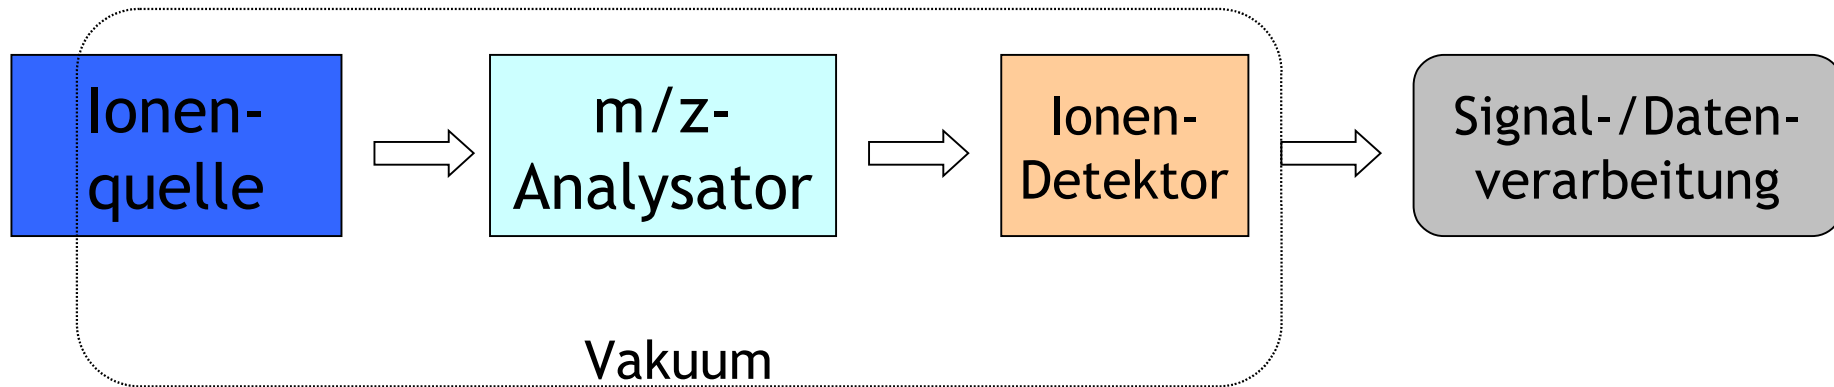 Ionen-
quelle
m/z-
Analysator
Ionen-
Detektor
Signal-/Daten-
verarbeitung
Vakuum